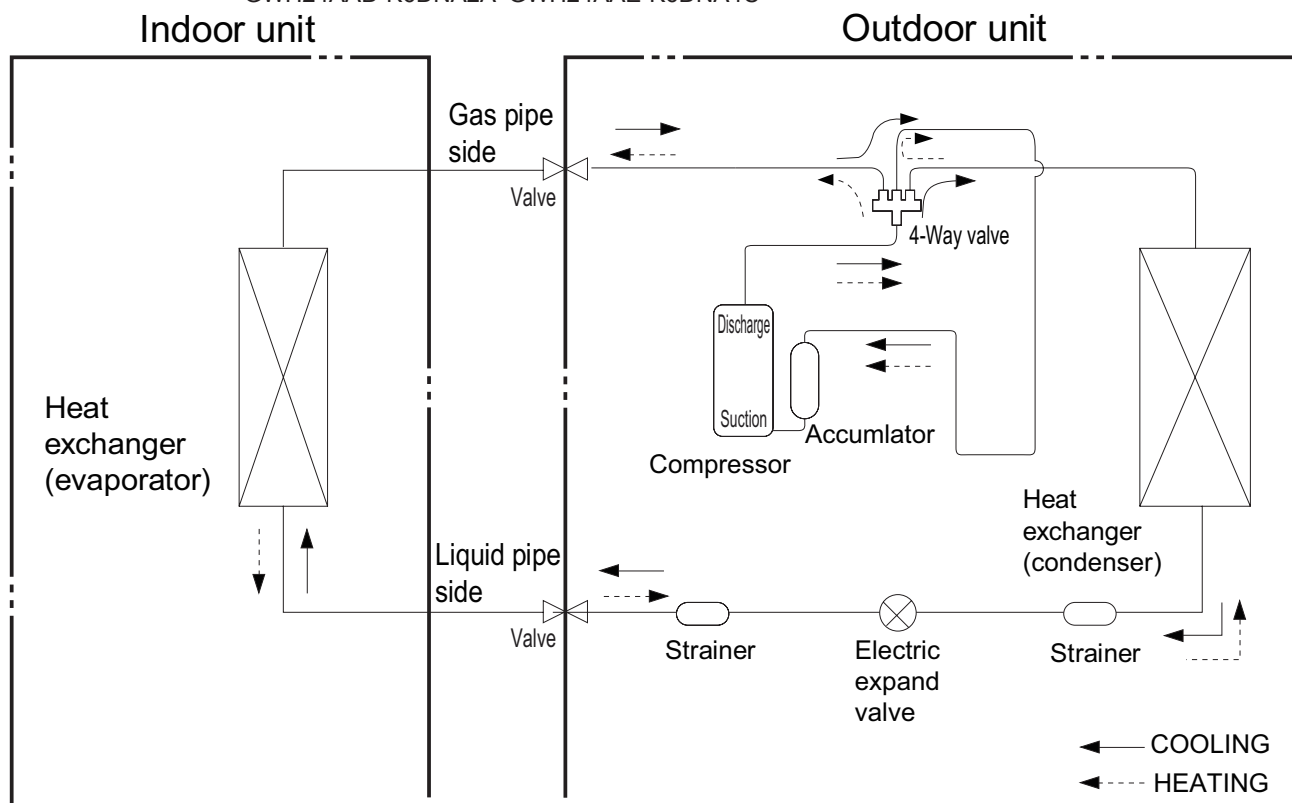 Indoor unit
Outdoor unit
Gas pipe
side
Valve
4-Way valve
Discharge
Suction
Accumlator
Compressor
Heat
exchanger
(evaporator)
Heat
exchanger
(condenser)
Liquid pipe
side
Valve
Strainer
Electric
expand
valve
Strainer
COOLING
HEATING